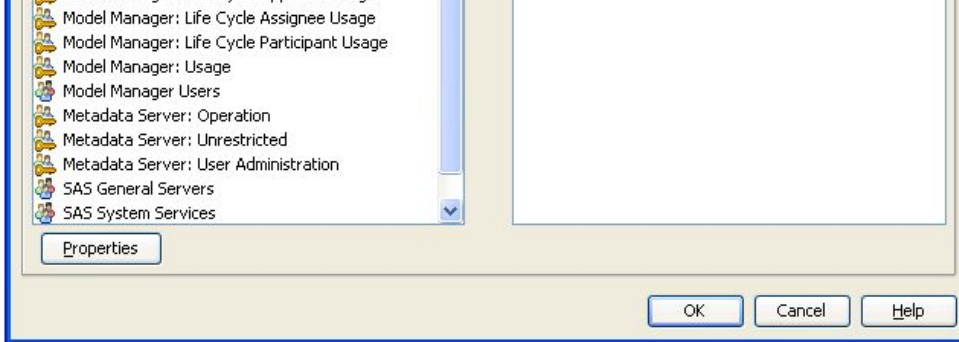 Model Manager: Life Cycle Assignee Usage
Model Manager: Life Cycle Participant Usage
Model Manager: Usage
Model Manager Users
Metadata Server: Operation
Metadata Server: Unrestricted
Metadata Server: User Administration
SAS General Servers
SAS System Services
Properties
OK Cancel Help